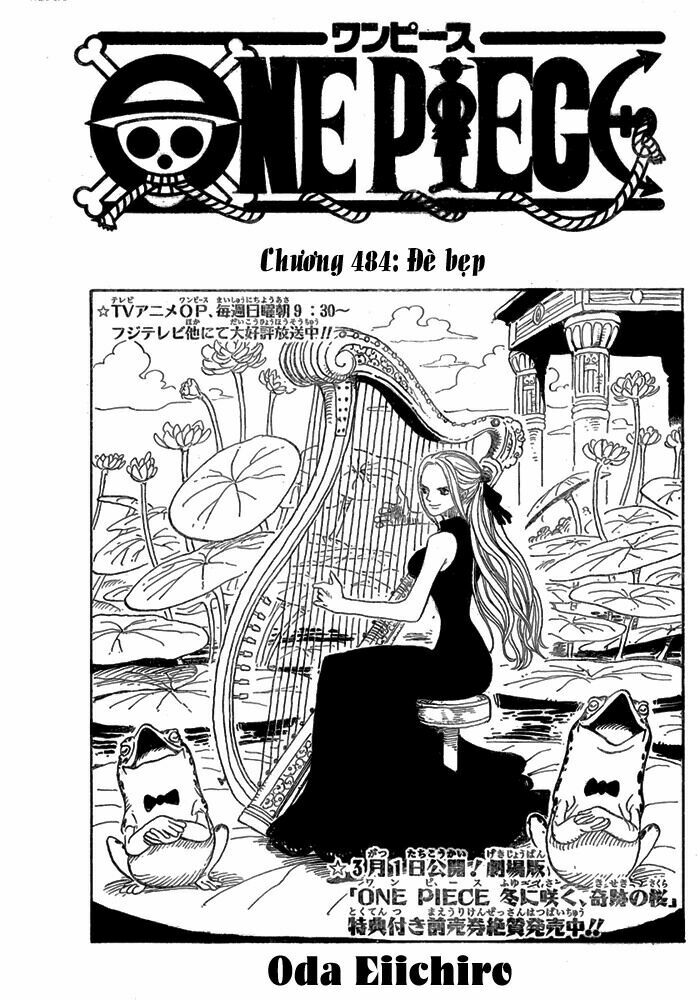 ワンピース
ONE PIECE
Chương 484: Đè bẹp
☆TVアニメOP、毎週日曜朝9:30~
フジテレビ他にて大好評放送中!!
☆3月1日公開!劇場版
「ONE PIECE 冬に咲く、奇跡の桜」
特典付き前売券絶賛発売中!!
Oda Eiichiro